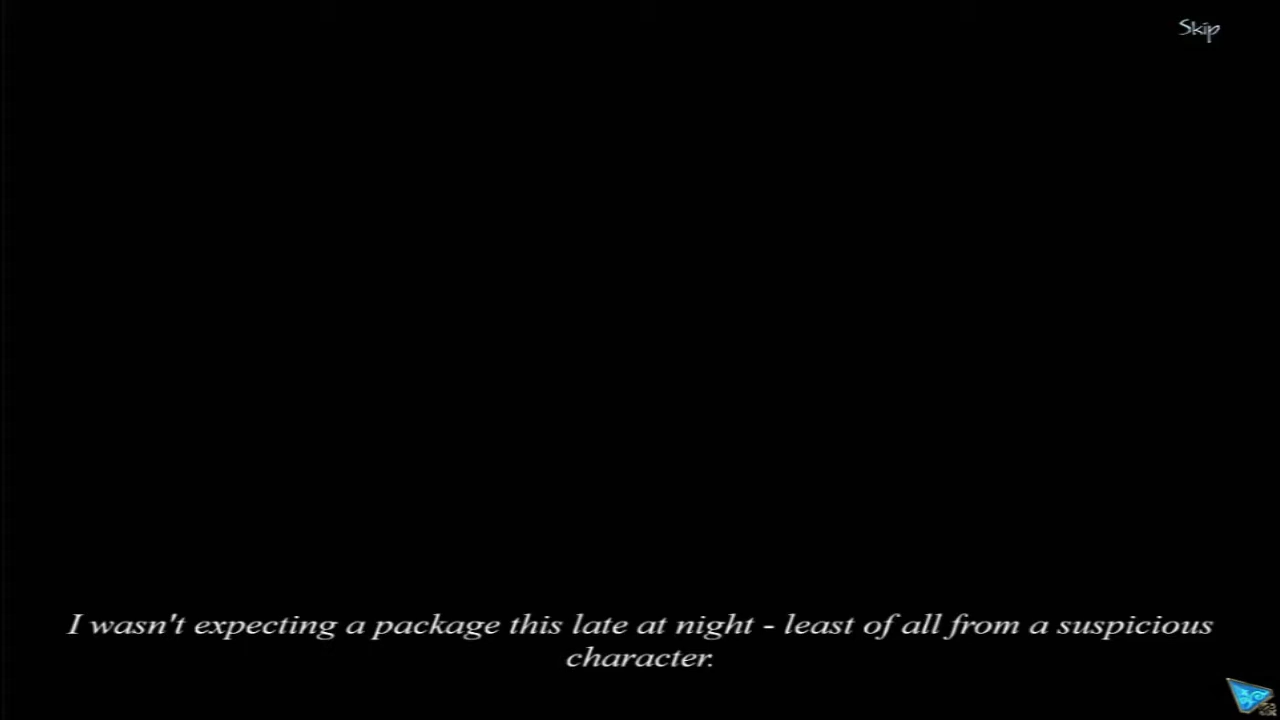 Skip
I wasn't expecting a package this late at night - least of all from a suspicious
character.